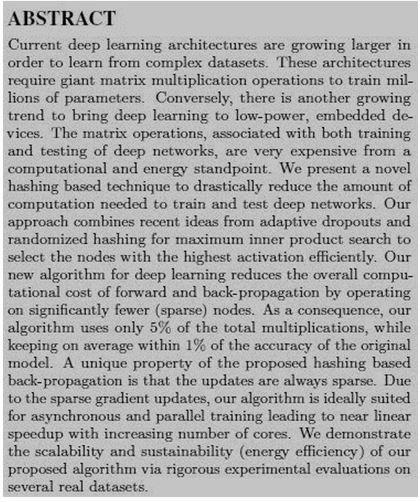 ABSTRACT
Current deep learning architectures are growing larger in
order to learn from complex datasets. These architectures
require giant matrix multiplication operations to train mil-
lions of parameters. Conversely, there is another growing
trend to bring deep learning to low-power, embedded de-
vices. The matrix operations, associated with both training
and testing of deep networks, are very expensive from a
computational and energy standpoint. We present a novel
hashing based technique to drastically reduce the amount of
computation needed to train and test deep networks. Our
approach combines recent ideas from adaptive dropouts and
randomized hashing for maximum inner product search to
select the nodes with the highest activation efficiently. Our
new algorithm for deep learning reduces the overall compu-
tational cost of forward and back-propagation by operating
on significantly fewer (sparse) nodes. As a consequence, our
algorithm uses only 5% of the total multiplications, while
keeping on average within 1% of the accuracy of the original
model. A unique property of the proposed hashing based
back-propagation is that the updates are always sparse. Due
to the sparse gradient updates, our algorithm is ideally suited
for asynchronous and parallel training leading to near linear
speedup with increasing number of cores. We demonstrate
the scalability and sustainability (energy efficiency) of our
proposed algorithm via rigorous experimental evaluations on
several real datasets.